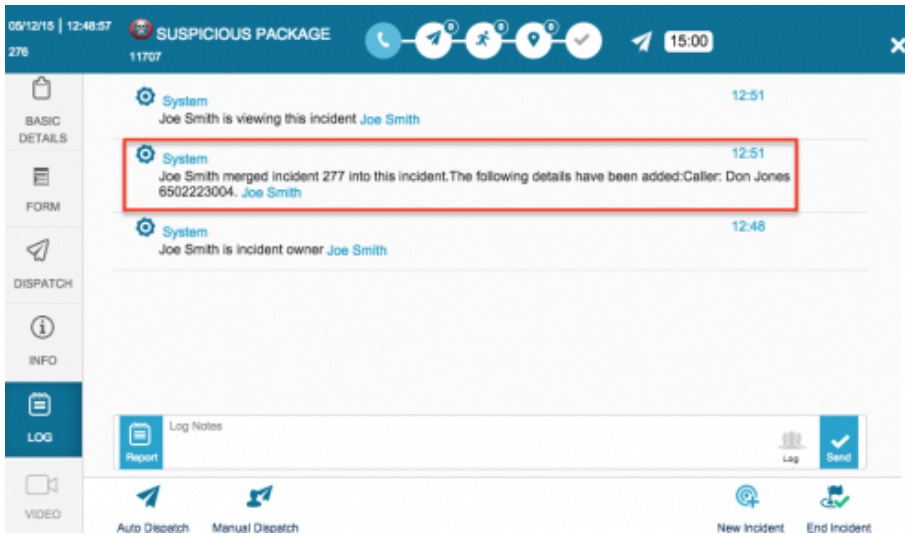 05/12/15 | 12:48:57
276
SUSPICIOUS PACKAGE
11707
0
0
0
15:00
BASIC
DETAILS
FORM
DISPATCH
INFO
LOG
VIDEO
System 12:51
Joe Smith is viewing this incident Joe Smith
System 12:51
Joe Smith merged incident 277 into this incident.The following details have been added:Caller: Don Jones
6502223004. Joe Smith
System 12:48
Joe Smith is incident owner Joe Smith
Log Notes
Report
Log
Send
Auto Dispatch
Manual Dispatch
New Incident
End Incident